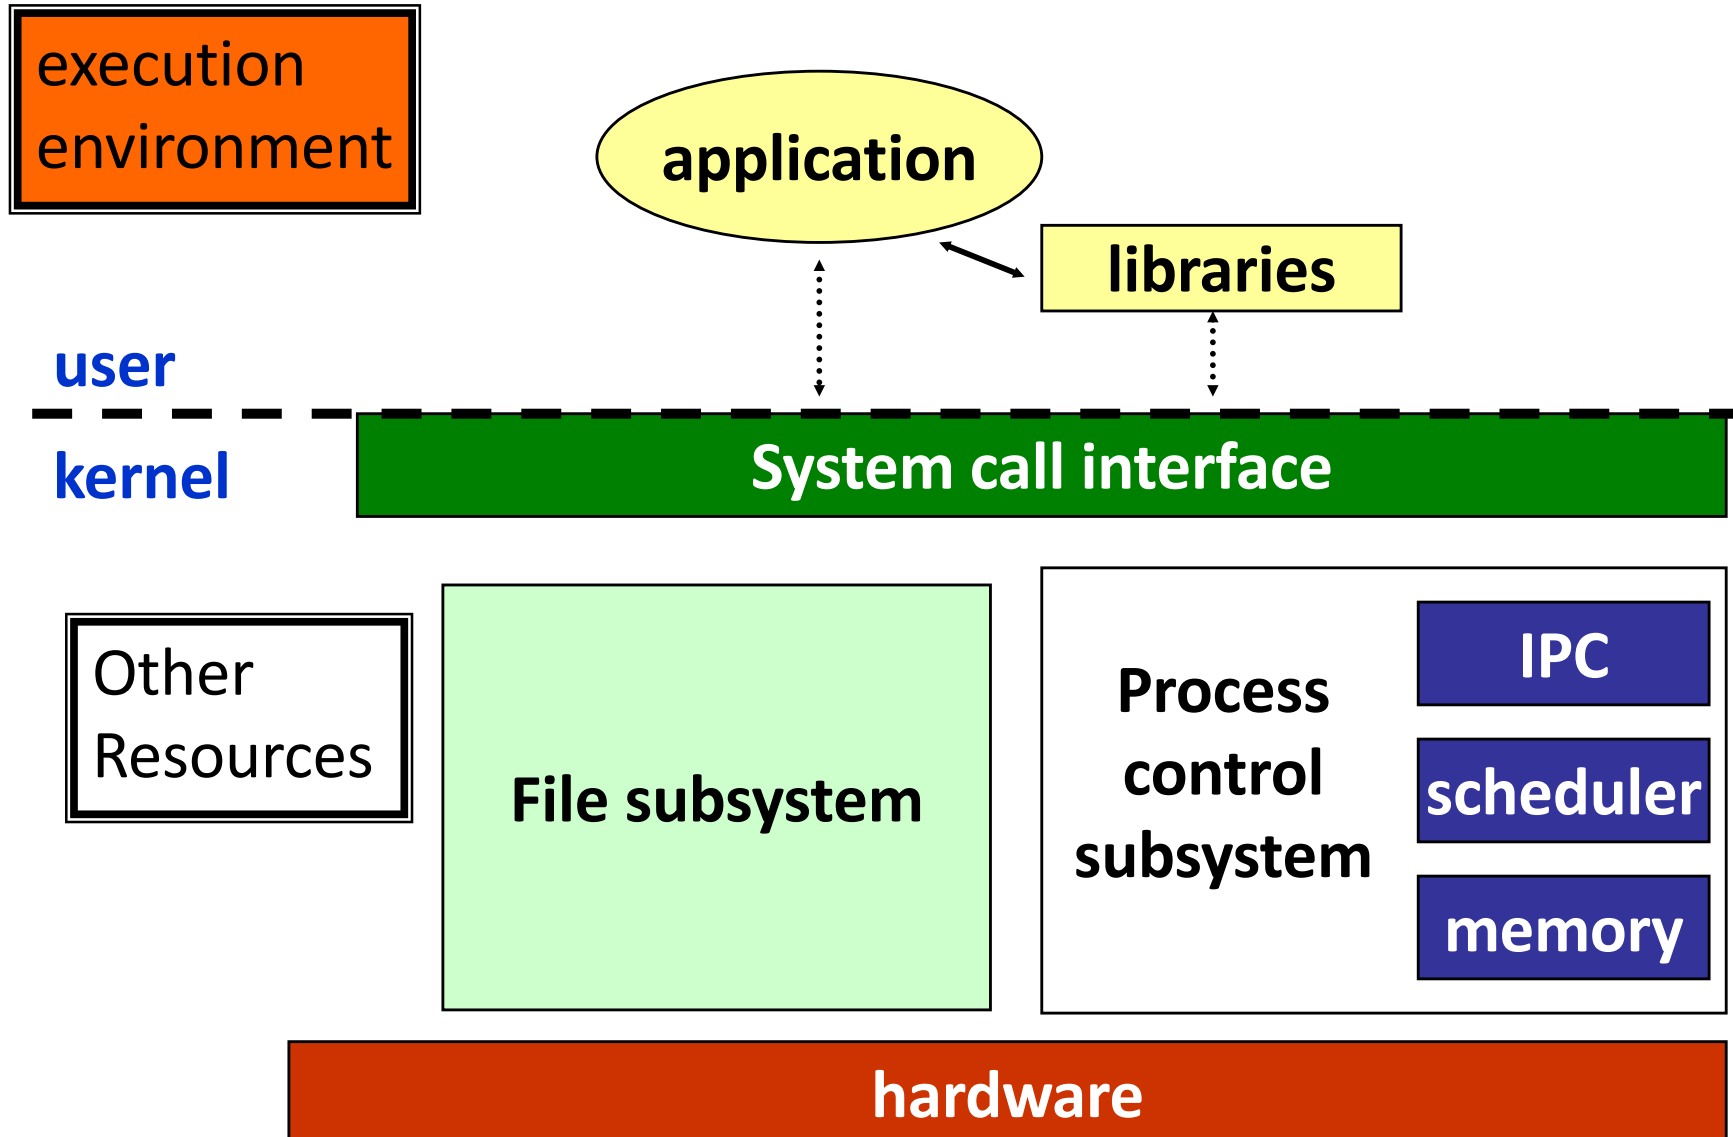 execution
environment
application
libraries
user
kernel
System call interface
Other
Resources
File subsystem
Process
control
subsystem
IPC
scheduler
memory
hardware